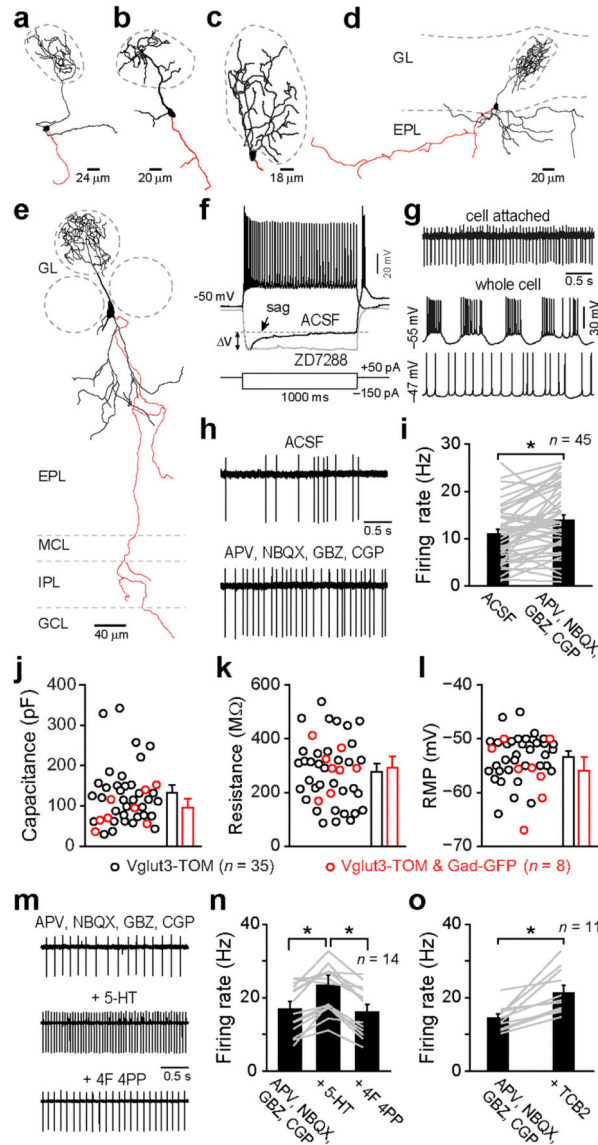 a
b
c
d
GL
EPL
24 µm
20 µm
18 µm
20 µm
e
GL
EPL
MCL
IPL
GCL
40 µm
f
-50 mV
sag
ACSF
ΔV
ZD7288
20 mV
+50 pA
1000 ms
−150 pA
g
cell attached
0.5 s
whole cell
-55 mV
30 mV
-47 mV
h
ACSF
0.5 s
APV, NBQX, GBZ, CGP
i
* n = 45
Firing rate (Hz)
30
20
10
0
ACSF
APV, NBQX,
GBZ, CGP
j
Capacitance (pF)
400
300
200
100
0
k
Resistance (MΩ)
600
400
200
0
l
RMP (mV)
−40
−50
−60
−70
Vglut3-TOM (n = 35)
Vglut3-TOM & Gad-GFP (n = 8)
m
APV, NBQX, GBZ, CGP
+ 5-HT
0.5 s
+ 4F 4PP
n
* *
n = 14
Firing rate (Hz)
40
20
0
APV, NBQX,
GBZ, CGP
+ 5-HT
+ 4F 4PP
o
*
n = 11
Firing rate (Hz)
40
20
0
APV, NBQX,
GBZ, CGP
+ TCB2